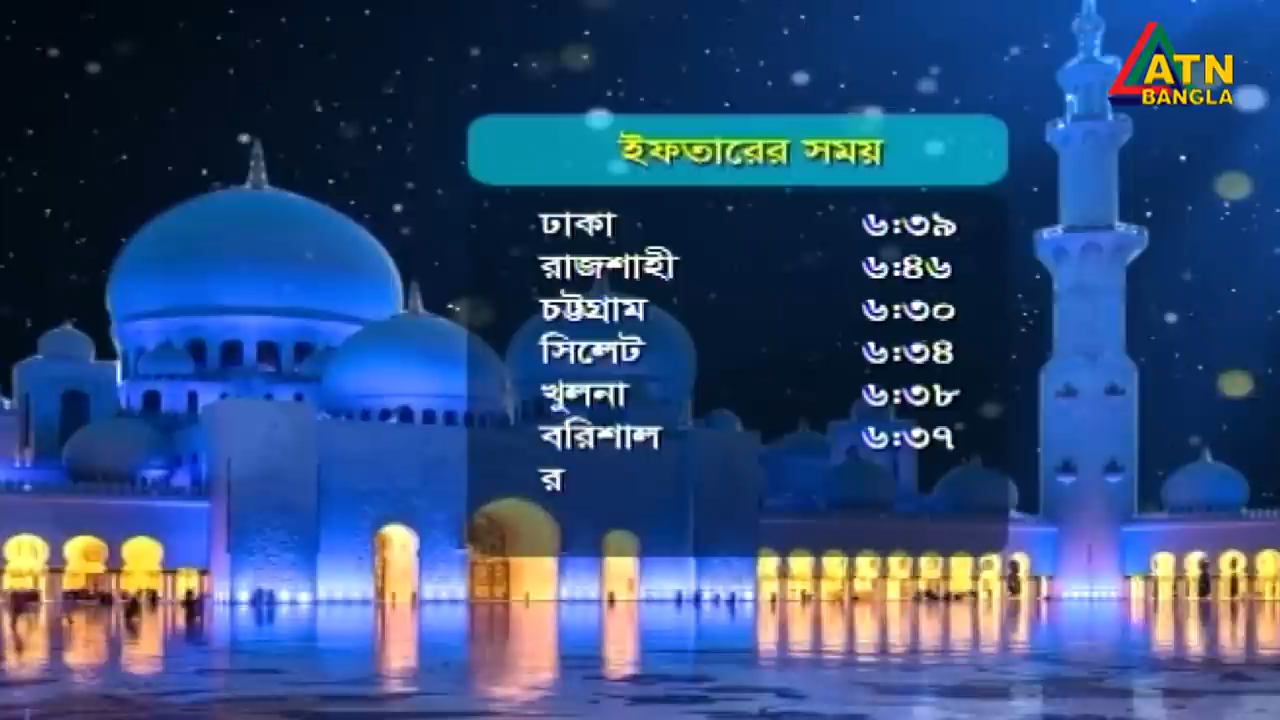 ATN
BANGLA
ইফতারের সময়
ঢাকা ৬:৩৯
রাজশাহী ৬:৪৬
চট্টগ্রাম ৬:৩০
সিলেট ৬:৩৪
খুলনা ৬:৩৮
বরিশাল ৬:৩৭
র